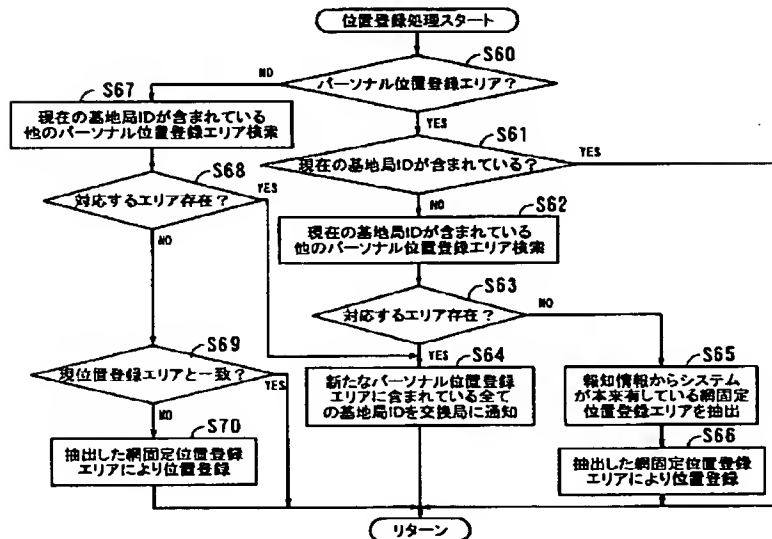 位置登録処理スタート
S60
パーソナル位置登録エリア？
NO
YES
S67
現在の基地局IDが含まれている
他のパーソナル位置登録エリア検索
S61
現在の基地局IDが含まれている？
YES
NO
S68
対応するエリア存在？
YES
NO
S62
現在の基地局IDが含まれている
他のパーソナル位置登録エリア検索
S63
対応するエリア存在？
NO
YES
S69
現位置登録エリアと一致？
YES
NO
S64
新たなパーソナル位置登録
エリアに含まれている全て
の基地局IDを交換局に通知
S65
報知情報からシステム
が本来有している網固定
位置登録エリアを抽出
S70
抽出した網固定位置登録
エリアにより位置登録
S66
抽出した網固定位置登録
エリアにより位置登録
リターン